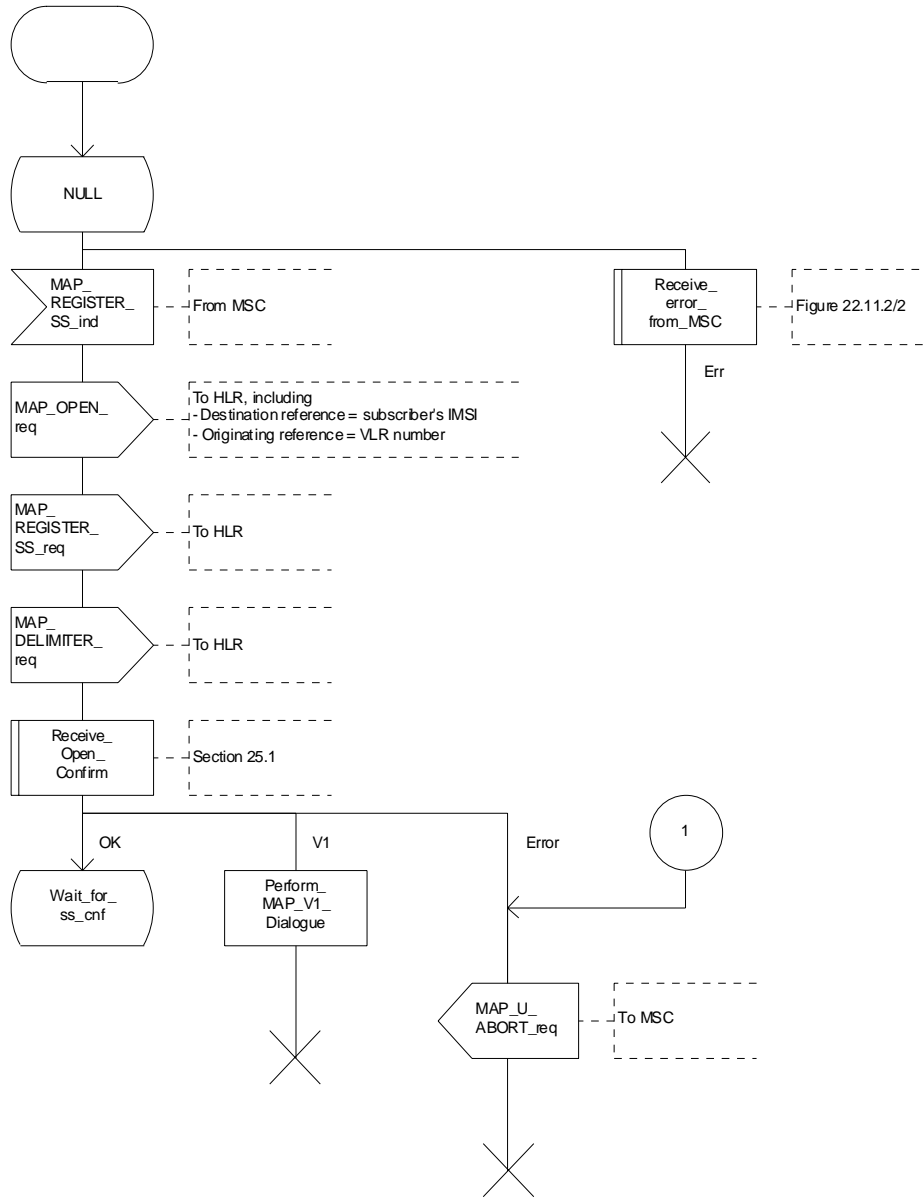 NULL
MAP_
REGISTER_
SS_ind
From MSC
Receive_
error_
from_MSC
Figure 22.11.2/2
Err
MAP_OPEN_
req
To HLR, including
- Destination reference = subscriber's IMSI
- Originating reference = VLR number
MAP_
REGISTER_
SS_req
To HLR
MAP_
DELIMITER_
req
To HLR
Receive_
Open_
Confirm
Section 25.1
OK
V1
Error
1
Wait_for_
ss_cnf
Perform_
MAP_V1_
Dialogue
MAP_U_
ABORT_req
To MSC